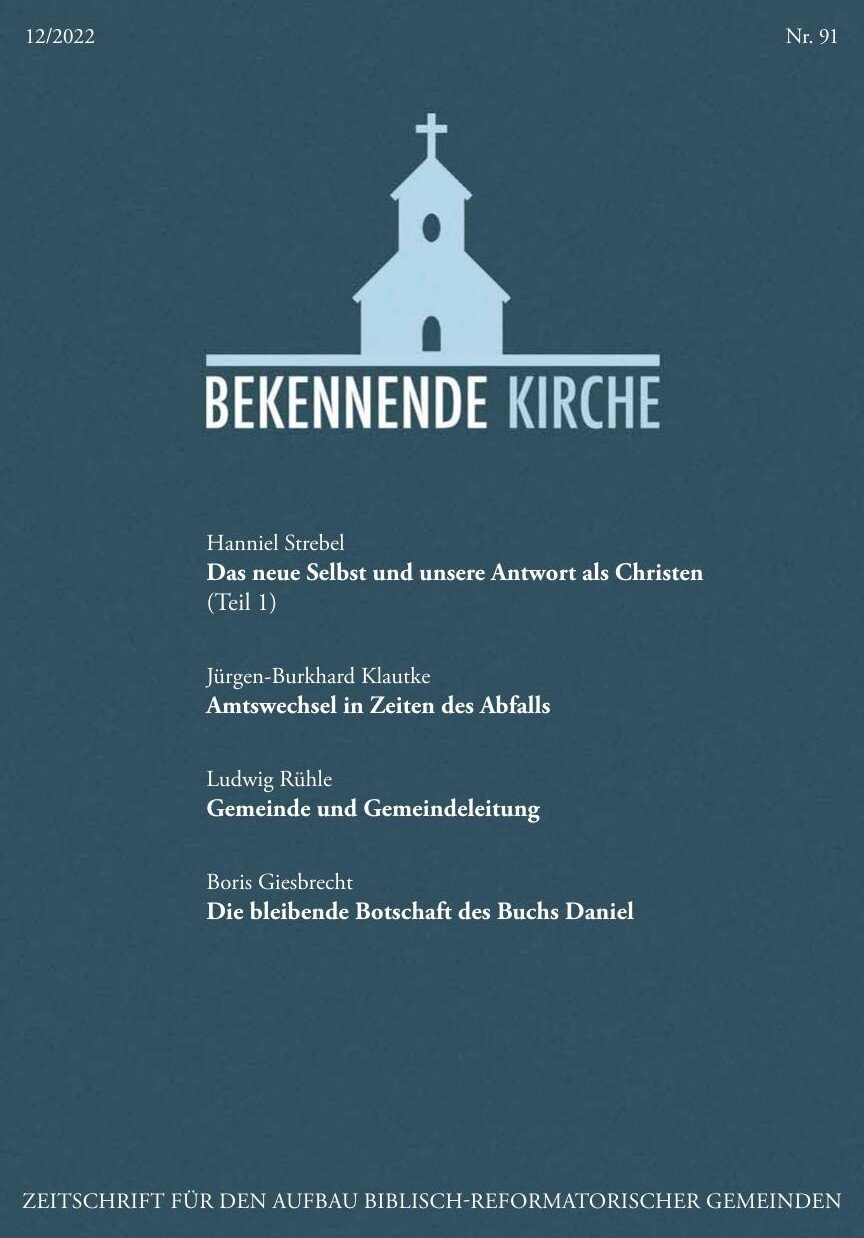 12/2022
Nr. 91
BEKENNENDE KIRCHE
Hanniel Strebel
Das neue Selbst und unsere Antwort als Christen
(Teil 1)
Jürgen-Burkhard Klautke
Amtswechsel in Zeiten des Abfalls
Ludwig Rühle
Gemeinde und Gemeindeleitung
Boris Giesbrecht
Die bleibende Botschaft des Buchs Daniel
ZEITSCHRIFT FÜR DEN AUFBAU BIBLISCH-REFORMATORISCHER GEMEINDEN